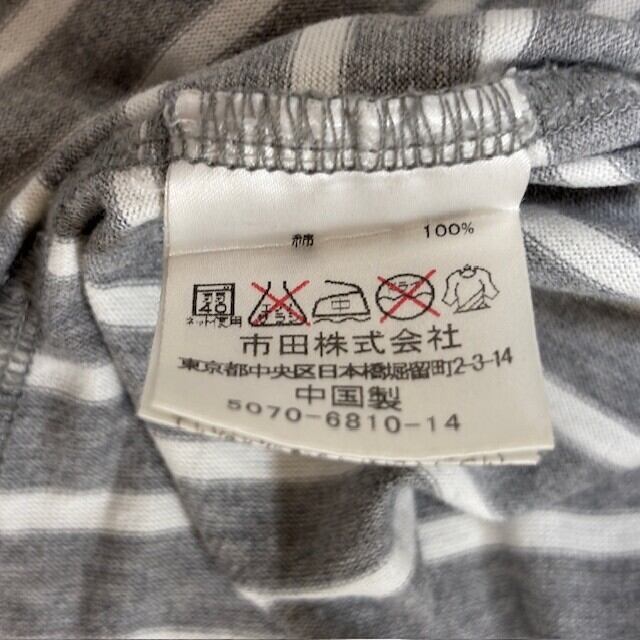 綿 100%
40
ネット使用
市田株式会社
東京都中央区日本橋堀留町2-3-14
中国製
5070-6810-14